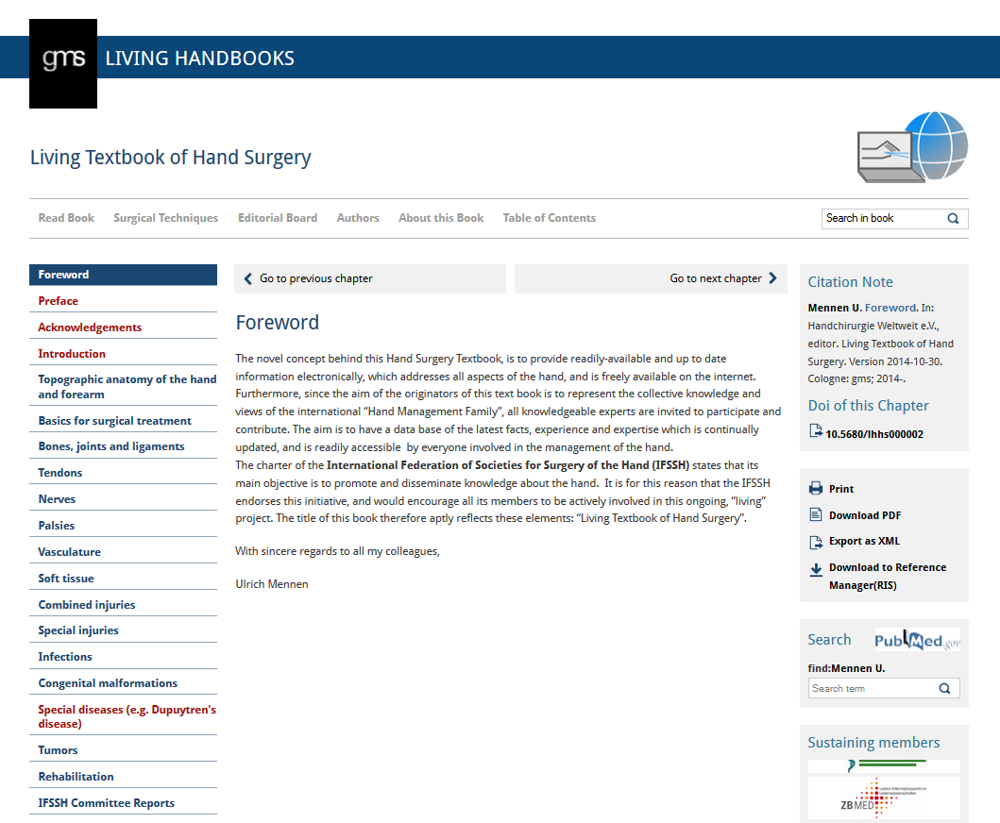 gms
LIVING HANDBOOKS
Living Textbook of Hand Surgery
Read Book Surgical Techniques Editorial Board Authors About this Book Table of Contents
Search in book
Foreword
Preface
Acknowledgements
Introduction
Topographic anatomy of the hand
and forearm
Basics for surgical treatment
Bones, joints and ligaments
Tendons
Nerves
Palsies
Vasculature
Soft tissue
Combined injuries
Special injuries
Infections
Congenital malformations
Special diseases (e.g. Dupuytren's
disease)
Tumors
Rehabilitation
IFSSH Committee Reports
Go to previous chapter
Go to next chapter
Foreword
The novel concept behind this Hand Surgery Textbook, is to provide readily-available and up to date
information electronically, which addresses all aspects of the hand, and is freely available on the internet.
Furthermore, since the aim of the originators of this text book is to represent the collective knowledge and
views of the international “Hand Management Family”, all knowledgeable experts are invited to participate and
contribute. The aim is to have a data base of the latest facts, experience and expertise which is continually
updated, and is readily accessible  by everyone involved in the management of the hand.
The charter of the International Federation of Societies for Surgery of the Hand (IFSSH) states that its
main objective is to promote and disseminate knowledge about the hand.  It is for this reason that the IFSSH
endorses this initiative, and would encourage all its members to be actively involved in this ongoing, “living”
project. The title of this book therefore aptly reflects these elements: “Living Textbook of Hand Surgery”.
With sincere regards to all my colleagues,
Ulrich Mennen
Citation Note
Mennen U. Foreword. In:
Handchirurgie Weltweit e.V.,
editor. Living Textbook of Hand
Surgery. Version 2014-10-30.
Cologne: gms; 2014-.
Doi of this Chapter
10.5680/lhhs000002
Print
Download PDF
Export as XML
Download to Reference
Manager(RIS)
Search PubMed.gov
find:Mennen U.
Search term
Sustaining members
ZB MED
Leibniz-Informationszentrum
Lebenswissenschaften